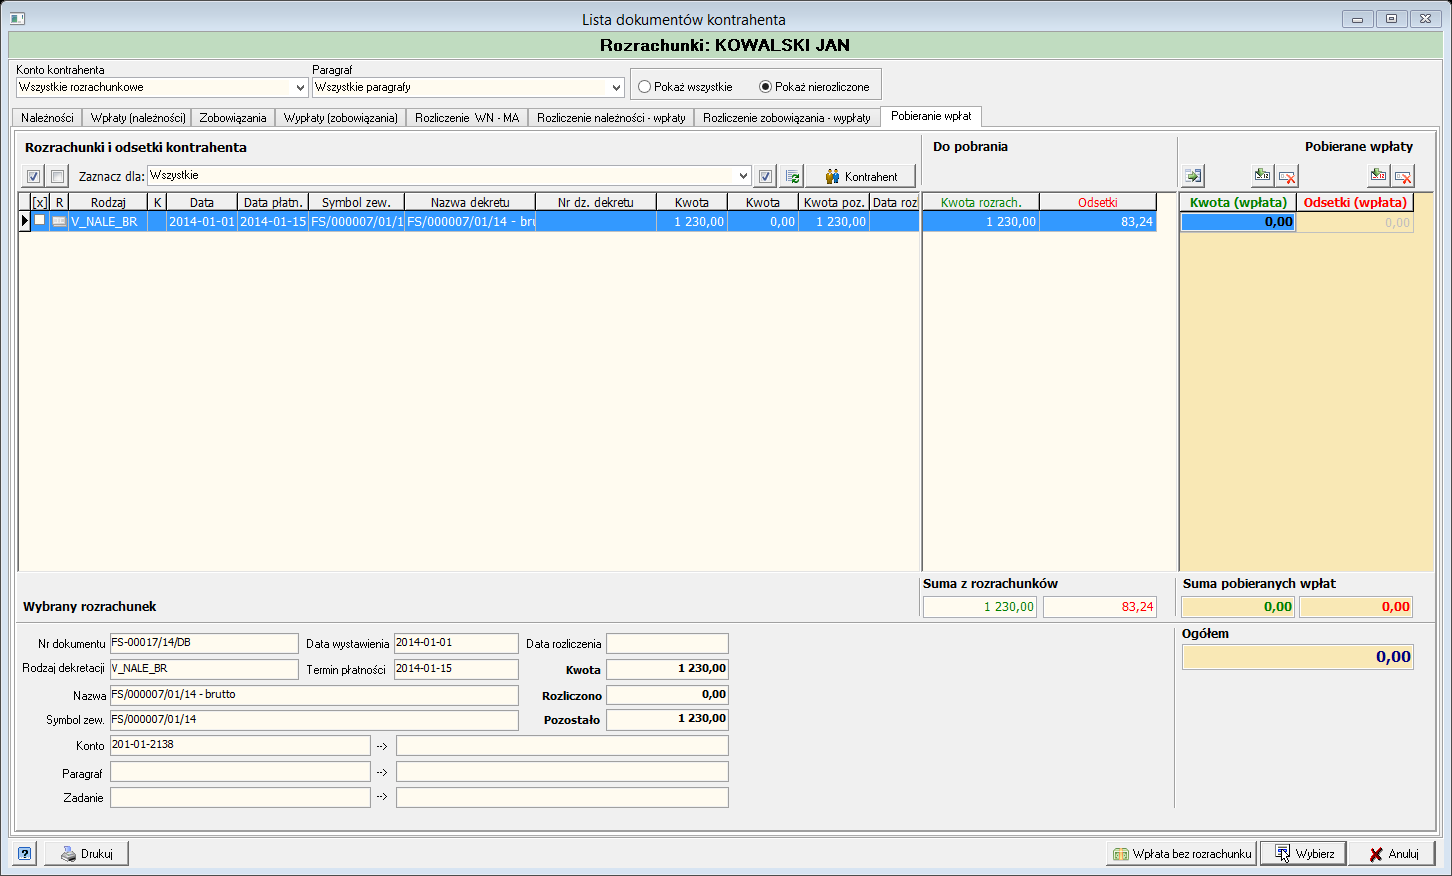 Lista dokumentów kontrahenta
Rozrachunki: KOWALSKI JAN
Konto kontrahenta
Paragraf
Wszystkie rozrachunkowe
Wszystkie paragrafy
Pokaż wszystkie
Pokaż nierozliczone
Należności
Wpłaty (należności)
Zobowiązania
Wypłaty (zobowiązania)
Rozliczenie WN - MA
Rozliczenie należności - wpłaty
Rozliczenie zobowiązania - wypłaty
Pobieranie wpłat
Rozrachunki i odsetki kontrahenta
Do pobrania
Pobierane wpłaty
Zaznacz dla:
Wszystkie
Kontrahent
[x] R Rodzaj K Data Data płatn. Symbol zew. Nazwa dekretu Nr dz. dekretu Kwota Kwota Kwota poz. Data roz
Kwota rozrach. Odsetki
Kwota (wpłata) Odsetki (wpłata)
V_NALE_BR 2014-01-01 2014-01-15 FS/000007/01/1 FS/000007/01/14 - bru 1 230,00 0,00 1 230,00
1 230,00 83,24
0,00 0,00
Suma z rozrachunków
1 230,00 83,24
Suma pobieranych wpłat
0,00 0,00
Ogółem
0,00
Wybrany rozrachunek
Nr dokumentu FS-00017/14/DB Data wystawienia 2014-01-01 Data rozliczenia
Rodzaj dekretacji V_NALE_BR Termin płatności 2014-01-15 Kwota 1 230,00
Nazwa FS/000007/01/14 - brutto Rozliczono 0,00
Symbol zew. FS/000007/01/14 Pozostało 1 230,00
Konto 201-01-2138 -->
Paragraf -->
Zadanie -->
? Drukuj
Wpłata bez rozrachunku
Wybierz
Anuluj